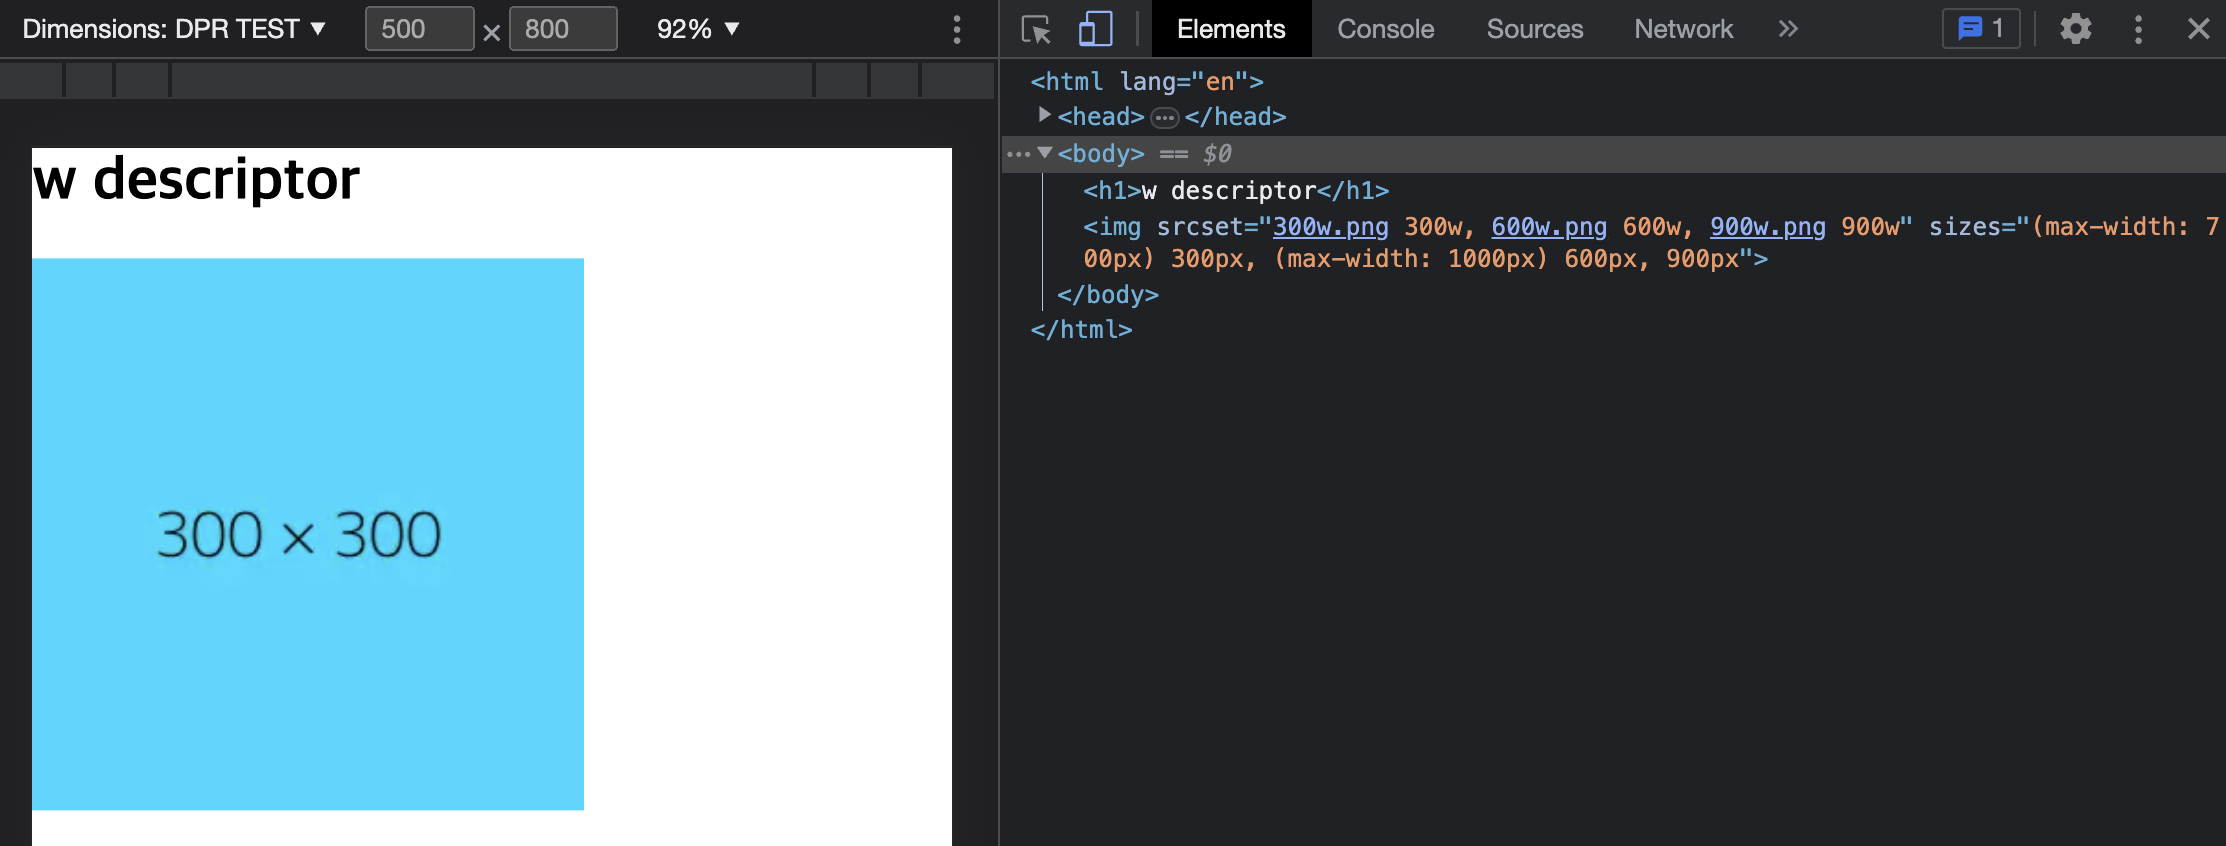 Dimensions: DPR TEST ▼ 500 × 800 92% ▼
Elements Console Sources Network » 1
w descriptor
300 × 300
<html lang="en">
▶<head>…</head>
… ▼<body> == $0
<h1>w descriptor</h1>
<img srcset="300w.png 300w, 600w.png 600w, 900w.png 900w" sizes="(max-width: 7
00px) 300px, (max-width: 1000px) 600px, 900px">
</body>
</html>